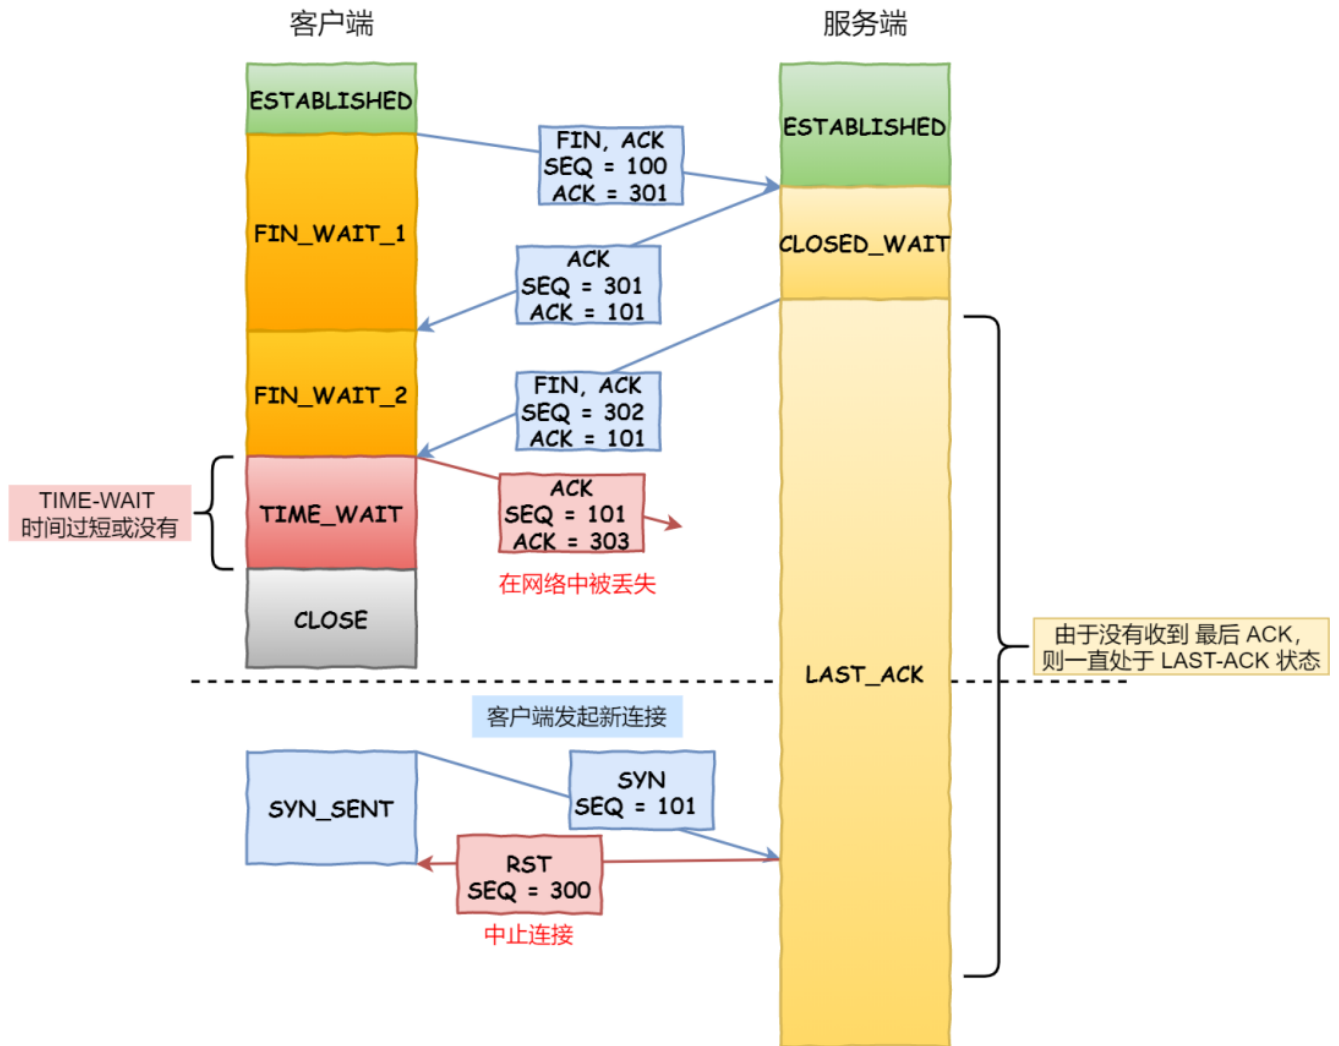 客户端
服务端
ESTABLISHED
ESTABLISHED
FIN, ACK
SEQ = 100
ACK = 301
FIN_WAIT_1
CLOSED_WAIT
ACK
SEQ = 301
ACK = 101
FIN_WAIT_2
FIN, ACK
SEQ = 302
ACK = 101
TIME-WAIT
时间过短或没有
TIME_WAIT
ACK
SEQ = 101
ACK = 303
在网络中被丢失
CLOSE
由于没有收到 最后 ACK,
则一直处于 LAST-ACK 状态
LAST_ACK
客户端发起新连接
SYN_SENT
SYN
SEQ = 101
RST
SEQ = 300
中止连接